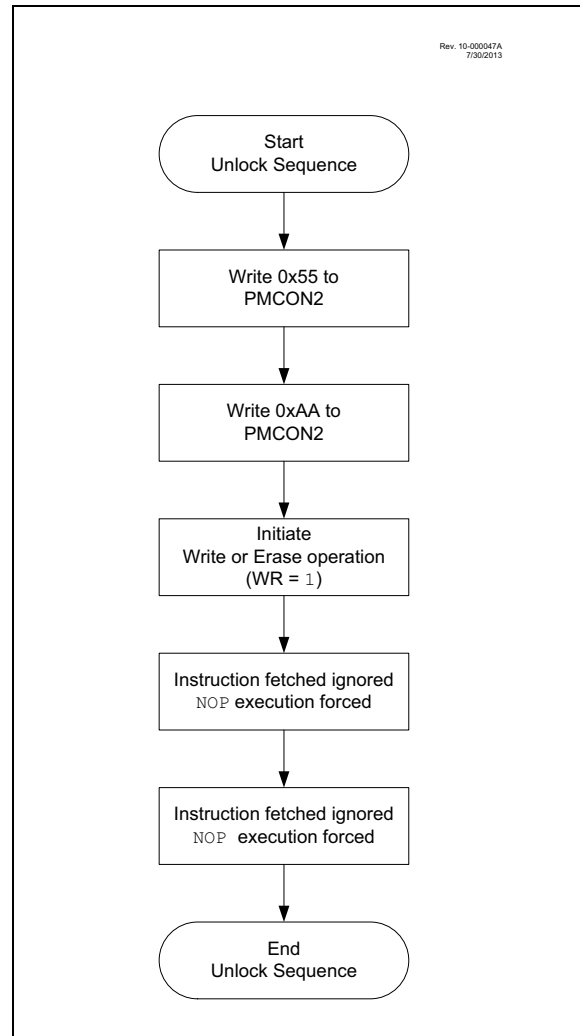 Rev. 10-000047A
7/30/2013
Start
Unlock Sequence
Write 0x55 to
PMCON2
Write 0xAA to
PMCON2
Initiate
Write or Erase operation
(WR = 1)
Instruction fetched ignored
NOP execution forced
Instruction fetched ignored
NOP execution forced
End
Unlock Sequence